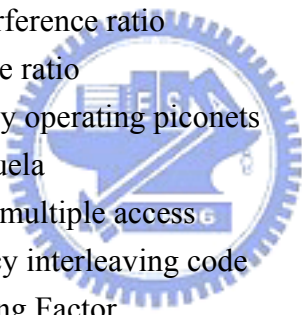 rference ratio
e ratio
y operating piconets
uela
multiple access
y interleaving code
ng Factor